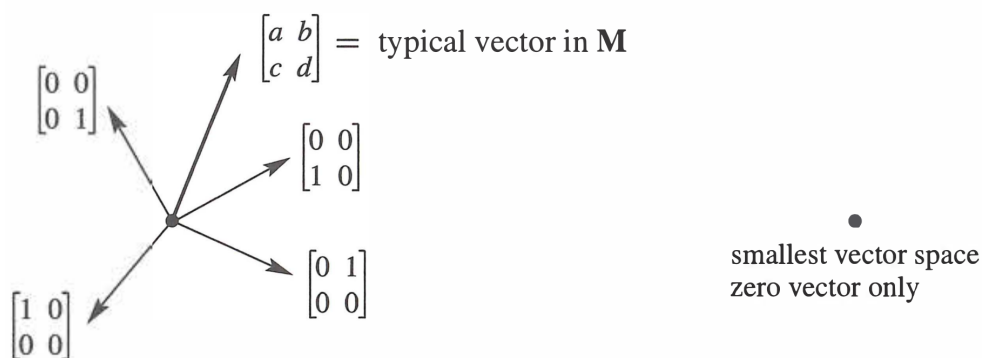 [a b] = typical vector in M
[c d]
[0 0]
[0 1]
[0 0]
[1 0]
[0 1]
[0 0]
[1 0]
[0 0]
smallest vector space
zero vector only